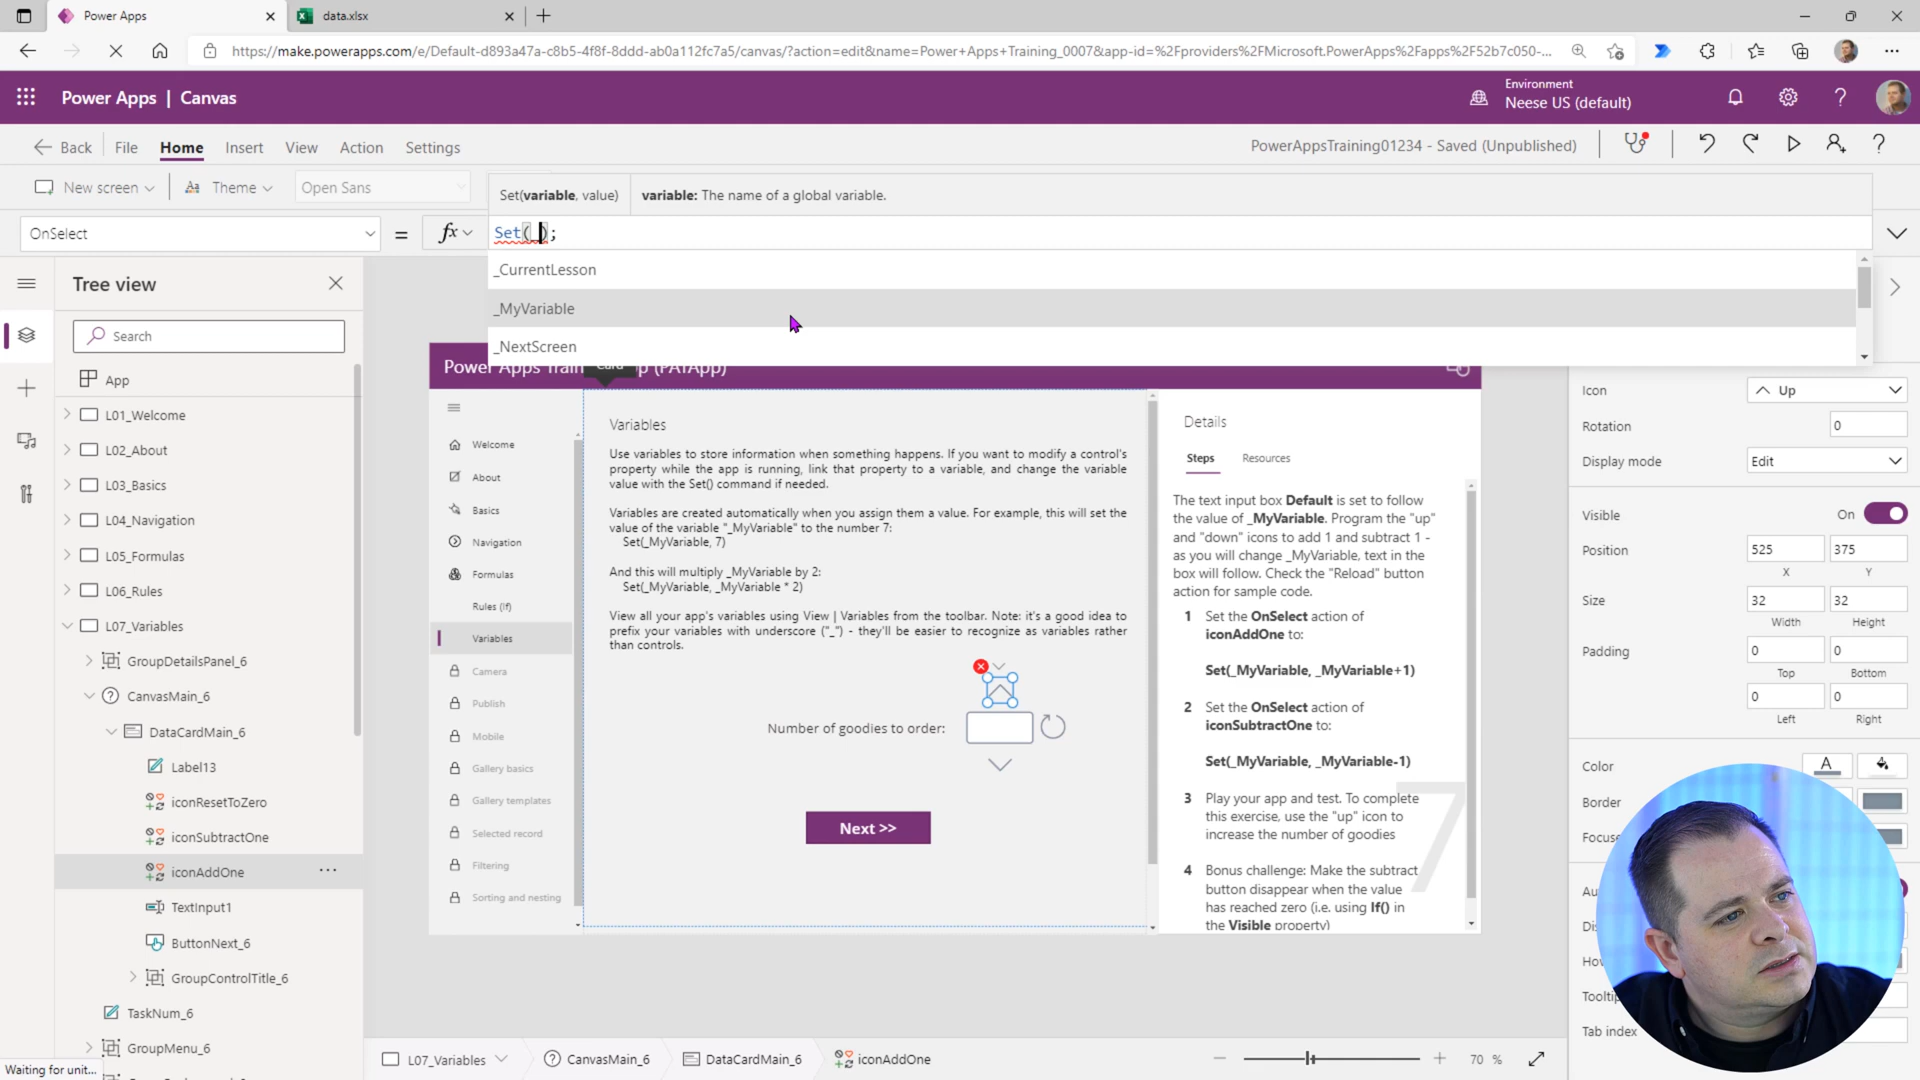 Power Apps
data.xlsx
https://make.powerapps.com/e/Default-d893a47a-c8b5-4f8f-8ddd-ab0a112fc7a5/canvas/?action=edit&name=Power+Apps+Training_0007&app-id=%2Fproviders%2FMicrosoft.PowerApps%2Fapps%2F52b7c050-...
Power Apps | Canvas
Environment
Neese US (default)
Back
File
Home
Insert
View
Action
Settings
PowerAppsTraining01234 - Saved (Unpublished)
New screen
Theme
Open Sans
Set(variable, value)
variable: The name of a global variable.
OnSelect
=
fx
Set(_);
_CurrentLesson
_MyVariable
_NextScreen
Tree view
Search
App
L01_Welcome
L02_About
L03_Basics
L04_Navigation
L05_Formulas
L06_Rules
L07_Variables
GroupDetailsPanel_6
CanvasMain_6
DataCardMain_6
Label13
iconResetToZero
iconSubtractOne
iconAddOne
TextInput1
ButtonNext_6
GroupControlTitle_6
TaskNum_6
GroupMenu_6
Waiting for unit...
Power Apps Train
p (PATApp)
Welcome
About
Basics
Navigation
Formulas
Rules (If)
Variables
Camera
Publish
Mobile
Gallery basics
Gallery templates
Selected record
Filtering
Sorting and nesting
Variables
Use variables to store information when something happens. If you want to modify a control's
property while the app is running, link that property to a variable, and change the variable
value with the Set() command if needed.
Variables are created automatically when you assign them a value. For example, this will set the
value of the variable "_MyVariable" to the number 7:
Set(_MyVariable, 7)
And this will multiply _MyVariable by 2:
Set(_MyVariable, _MyVariable * 2)
View all your app's variables using View | Variables from the toolbar. Note: it's a good idea to
prefix your variables with underscore ("_") - they'll be easier to recognize as variables rather
than controls.
Number of goodies to order:
Next >>
Details
Steps
Resources
The text input box Default is set to follow
the value of _MyVariable. Program the "up"
and "down" icons to add 1 and subtract 1 -
as you will change _MyVariable, text in the
box will follow. Check the "Reload" button
action for sample code.
1 Set the OnSelect action of
iconAddOne to:
Set(_MyVariable, _MyVariable+1)
2 Set the OnSelect action of
iconSubtractOne to:
Set(_MyVariable, _MyVariable-1)
3 Play your app and test. To complete
this exercise, use the "up" icon to
increase the number of goodies
4 Bonus challenge: Make the subtract
button disappear when the value
has reached zero (i.e. using If() in
the Visible property)
7
Icon
Up
Rotation
0
Display mode
Edit
Visible
On
Position
525
375
X
Y
Size
32
32
Width
Height
Padding
0
0
Top
Bottom
0
0
Left
Right
Color
A
Border
Focuse
Au
Dis
Hov
Tooltip
Tab index
L07_Variables
CanvasMain_6
DataCardMain_6
iconAddOne
70 %